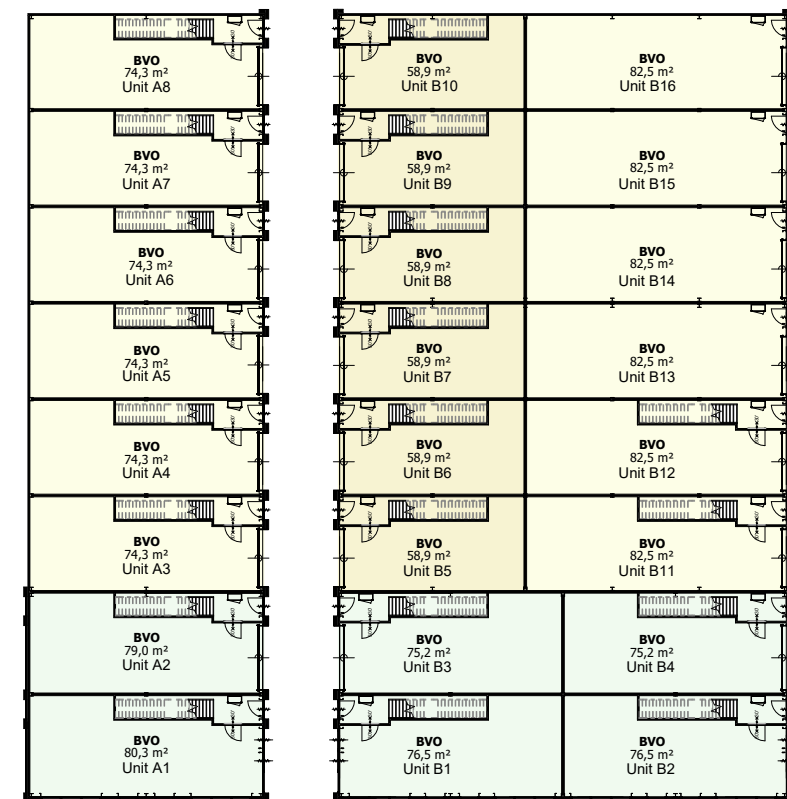 BVO
74,3 m²
Unit A8
BVO
58,9 m²
Unit B10
BVO
82,5 m²
Unit B16
BVO
74,3 m²
Unit A7
BVO
58,9 m²
Unit B9
BVO
82,5 m²
Unit B15
BVO
74,3 m²
Unit A6
BVO
58,9 m²
Unit B8
BVO
82,5 m²
Unit B14
BVO
74,3 m²
Unit A5
BVO
58,9 m²
Unit B7
BVO
82,5 m²
Unit B13
BVO
74,3 m²
Unit A4
BVO
58,9 m²
Unit B6
BVO
82,5 m²
Unit B12
BVO
74,3 m²
Unit A3
BVO
58,9 m²
Unit B5
BVO
82,5 m²
Unit B11
BVO
79,0 m²
Unit A2
BVO
75,2 m²
Unit B3
BVO
75,2 m²
Unit B4
BVO
80,3 m²
Unit A1
BVO
76,5 m²
Unit B1
BVO
76,5 m²
Unit B2